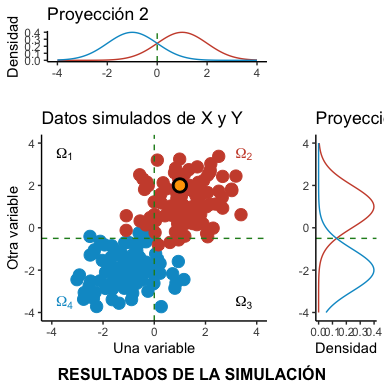 Proyección 2
Densidad
0.4
0.3
0.2
0.1
0.0
-4 -2 0 2 4
Datos simulados de X y Y
Otra variable
4
2
0
-2
-4
Ω1
Ω2
Ω4
Ω3
-4 -2 0 2 4
Una variable
Proyecci
4
2
0
-2
-4
0.0 0.1 0.2 0.3 0.4
Densidad
RESULTADOS DE LA SIMULACIÓN